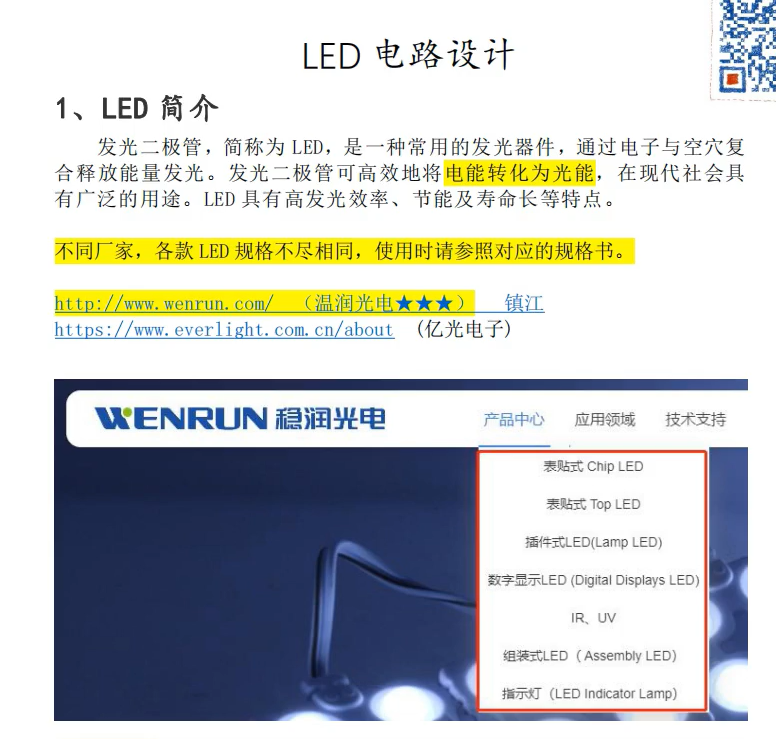 LED 电路设计
1、LED 简介
发光二极管，简称为 LED，是一种常用的发光器件，通过电子与空穴复
合释放能量发光。发光二极管可高效地将电能转化为光能，在现代社会具
有广泛的用途。LED 具有高发光效率、节能及寿命长等特点。
不同厂家，各款 LED 规格不尽相同，使用时请参照对应的规格书。
http://www.wenrun.com/ （温润光电★★★） 镇江
https://www.everlight.com.cn/about (亿光电子)
WENRUN 稳润光电 产品中心 应用领域 技术支持
表贴式 Chip LED
表贴式 Top LED
插件式LED(Lamp LED)
数字显示LED (Digital Displays LED)
IR、UV
组装式LED（ Assembly LED)
指示灯（LED Indicator Lamp)